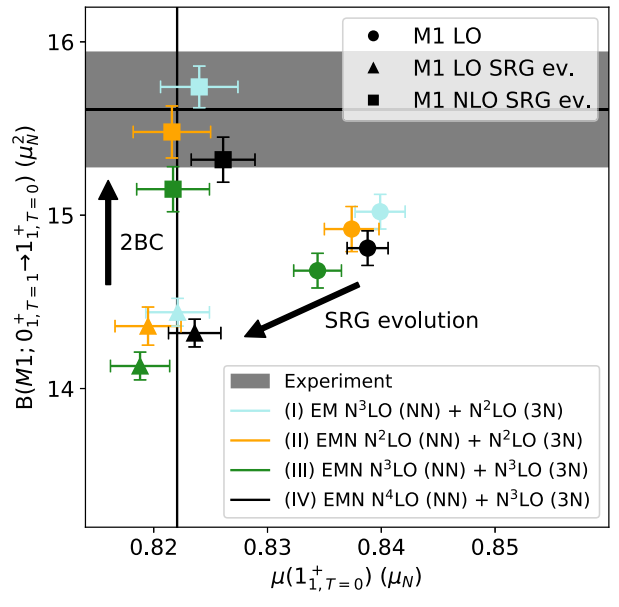 16
15
14
B(M1; 0⁺₁,T=1→1⁺₁,T=0) (μ²_N)
M1 LO
M1 LO SRG ev.
M1 NLO SRG ev.
2BC
SRG evolution
Experiment
(I) EM N³LO (NN) + N²LO (3N)
(II) EMN N²LO (NN) + N²LO (3N)
(III) EMN N³LO (NN) + N³LO (3N)
(IV) EMN N⁴LO (NN) + N³LO (3N)
0.82 0.83 0.84 0.85
μ(1⁺₁,T=0) (μ_N)